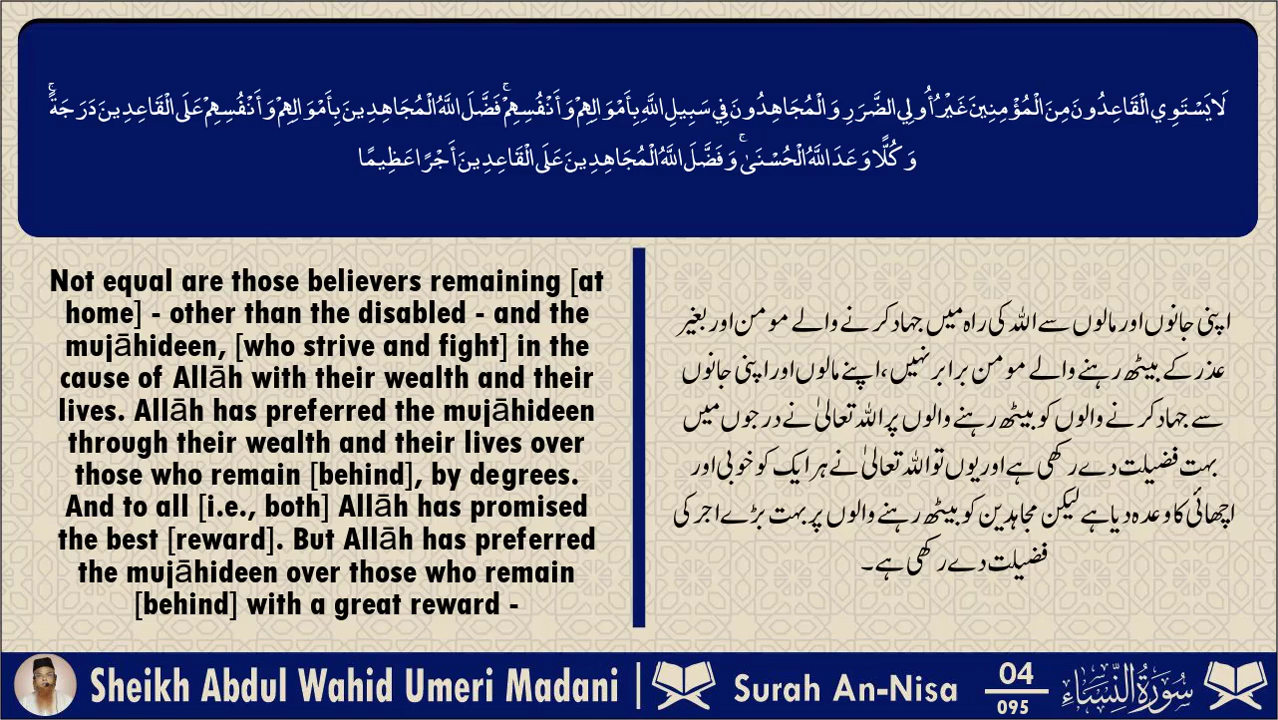 لَا يَسْتَوِي الْقَاعِدُونَ مِنَ الْمُؤْمِنِينَ غَيْرُ أُولِي الضَّرَرِ وَالْمُجَاهِدُونَ فِي سَبِيلِ اللَّهِ بِأَمْوَالِهِمْ وَأَنْفُسِهِمْ ۚ فَضَّلَ اللَّهُ الْمُجَاهِدِينَ بِأَمْوَالِهِمْ وَأَنْفُسِهِمْ عَلَى الْقَاعِدِينَ دَرَجَةً ۚ
وَكُلًّا وَعَدَ اللَّهُ الْحُسْنَىٰ ۚ وَفَضَّلَ اللَّهُ الْمُجَاهِدِينَ عَلَى الْقَاعِدِينَ أَجْرًا عَظِيمًا
Not equal are those believers remaining [at
home] - other than the disabled - and the
mujāhideen, [who strive and fight] in the
cause of Allāh with their wealth and their
lives. Allāh has preferred the mujāhideen
through their wealth and their lives over
those who remain [behind], by degrees.
And to all [i.e., both] Allāh has promised
the best [reward]. But Allāh has preferred
the mujāhideen over those who remain
[behind] with a great reward -
اپنی جانوں اور مالوں سے اللہ کی راہ میں جہاد کرنے والے مومن اور بغیر
عذر کے بیٹھ رہنے والے مومن برابر نہیں، اپنے مالوں اور اپنی جانوں
سے جہاد کرنے والوں کو بیٹھ رہنے والوں پر اللہ تعالیٰ نے درجوں میں
بہت فضیلت دے رکھی ہے اور یوں تو اللہ تعالیٰ نے ہر ایک کو خوبی اور
اچھائی کا وعده دیا ہے لیکن مجاہدین کو بیٹھ رہنے والوں پر بہت بڑے اجر کی
فضیلت دے رکھی ہے۔
Sheikh Abdul Wahid Umeri Madani |
Surah An-Nisa
04
095
سُورَةُ النِّسَاءِ